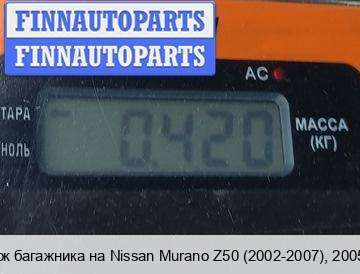 FINNAUTOPARTS
FINNAUTOPARTS
AC
ТАРА
НОЛЬ
0.420
МАССА
(КГ)
багажника на Nissan Murano Z50 (2002-2007), 2005